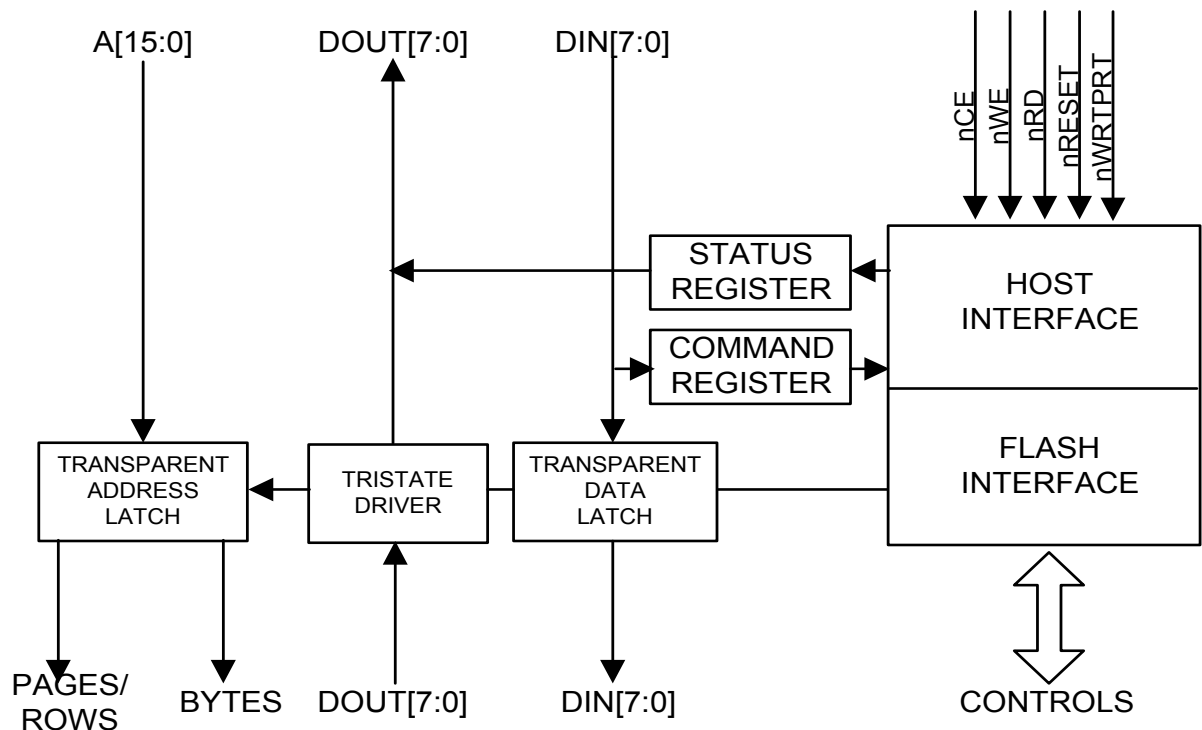 A[15:0]
DOUT[7:0]
DIN[7:0]
nCE
nWE
nRD
nRESET
nWRTPRT
STATUS
REGISTER
HOST
INTERFACE
COMMAND
REGISTER
TRANSPARENT
ADDRESS
LATCH
TRISTATE
DRIVER
TRANSPARENT
DATA
LATCH
FLASH
INTERFACE
PAGES/
ROWS
BYTES
DOUT[7:0]
DIN[7:0]
CONTROLS